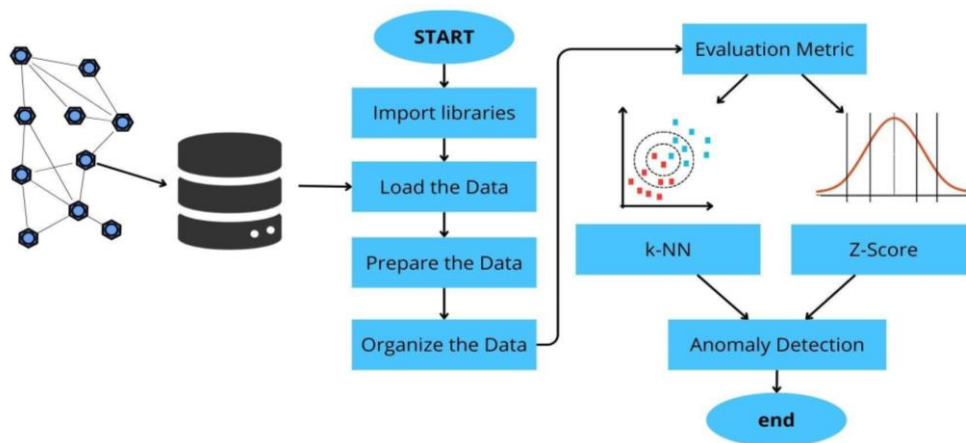 START
Import libraries
Load the Data
Prepare the Data
Organize the Data
Evaluation Metric
k-NN
Z-Score
Anomaly Detection
end